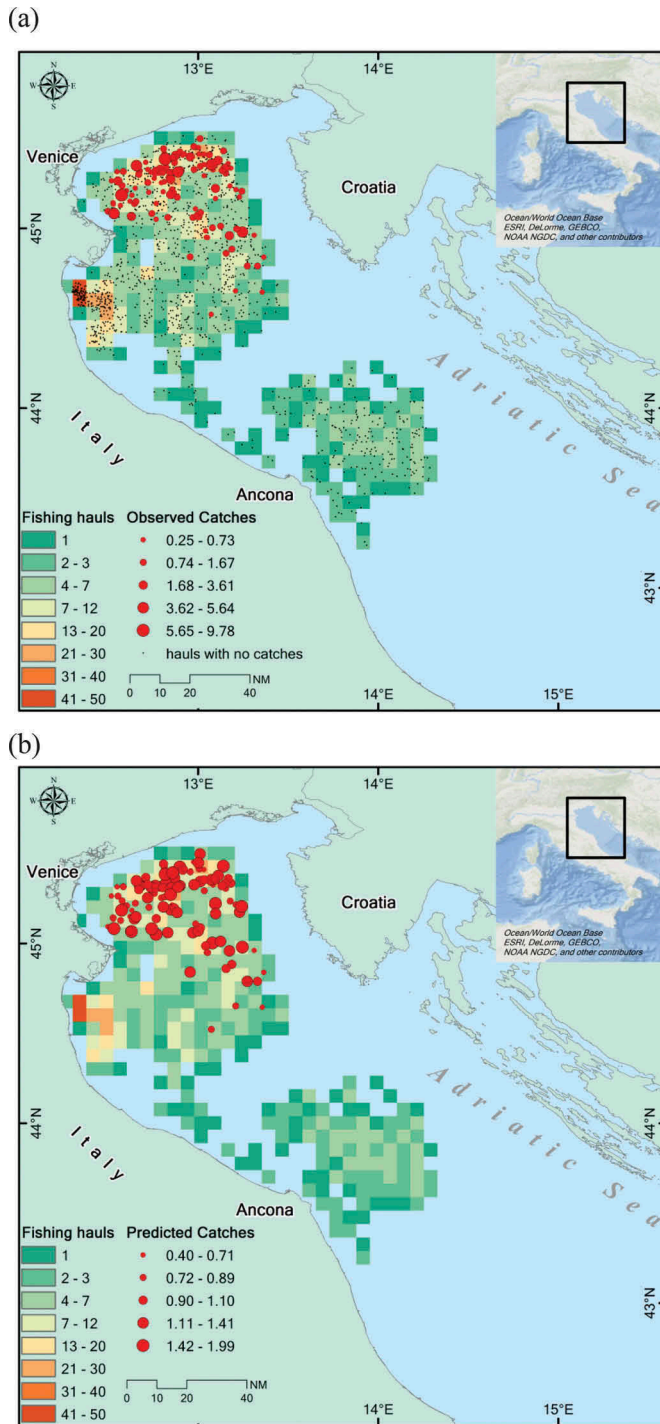 (a)
13°E
14°E
N
W E
S
Venice
Croatia
Ocean/World Ocean Base
ESRI, DeLorme, GEBCO,
NOAA NGDC, and other contributors
45°N
44°N
44°N
Adriatic Sea
Italy
Ancona
43°N
Fishing hauls
1
2 - 3
4 - 7
7 - 12
13 - 20
21 - 30
31 - 40
41 - 50
Observed Catches
0.25 - 0.73
0.74 - 1.67
1.68 - 3.61
3.62 - 5.64
5.65 - 9.78
hauls with no catches
NM
0 10 20 40
14°E
15°E
(b)
13°E
14°E
N
W E
S
Venice
Croatia
Ocean/World Ocean Base
ESRI, DeLorme, GEBCO,
NOAA NGDC, and other contributors
45°N
44°N
44°N
Adriatic Sea
Italy
Ancona
43°N
Fishing hauls
1
2 - 3
4 - 7
7 - 12
13 - 20
21 - 30
31 - 40
41 - 50
Predicted Catches
0.40 - 0.71
0.72 - 0.89
0.90 - 1.10
1.11 - 1.41
1.42 - 1.99
NM
0 10 20 40
14°E
15°E